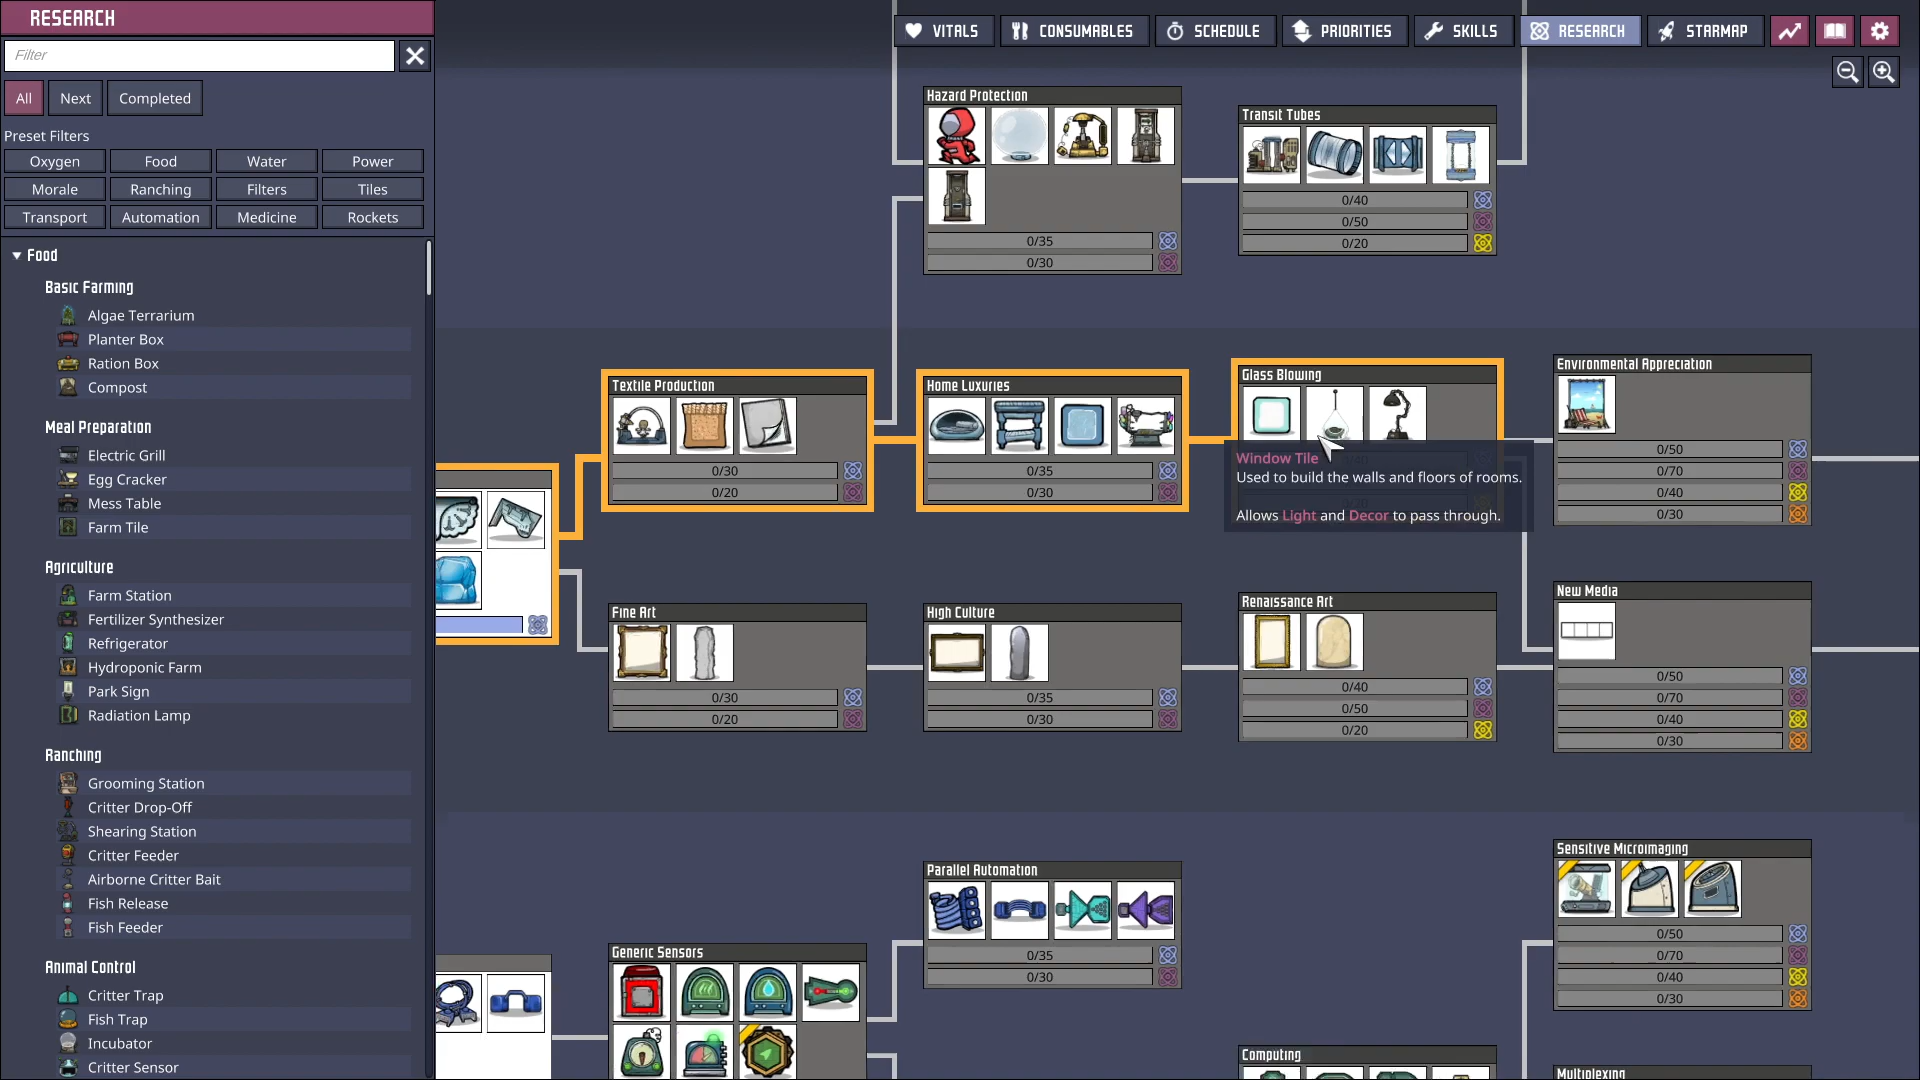 RESEARCH
VITALS
CONSUMABLES
SCHEDULE
PRIORITIES
SKILLS
RESEARCH
STARMAP
Filter
All
Next
Completed
Preset Filters
Oxygen
Food
Water
Power
Morale
Ranching
Filters
Tiles
Transport
Automation
Medicine
Rockets
Food
Basic Farming
Algae Terrarium
Planter Box
Ration Box
Compost
Meal Preparation
Electric Grill
Egg Cracker
Mess Table
Farm Tile
Agriculture
Farm Station
Fertilizer Synthesizer
Refrigerator
Hydroponic Farm
Park Sign
Radiation Lamp
Ranching
Grooming Station
Critter Drop-Off
Shearing Station
Critter Feeder
Airborne Critter Bait
Fish Release
Fish Feeder
Animal Control
Critter Trap
Fish Trap
Incubator
Critter Sensor
Hazard Protection
0/35
0/30
Transit Tubes
0/40
0/50
0/20
Textile Production
0/30
0/20
Home Luxuries
0/35
0/30
Glass Blowing
Window Tile
Used to build the walls and floors of rooms.
Allows Light and Decor to pass through.
Environmental Appreciation
0/50
0/70
0/40
0/30
Fine Art
0/30
0/20
High Culture
0/35
0/30
Renaissance Art
0/40
0/50
0/20
New Media
0/50
0/70
0/40
0/30
Parallel Automation
0/35
0/30
Sensitive Microimaging
0/50
0/70
0/40
0/30
Generic Sensors
Computing
Multiplexing